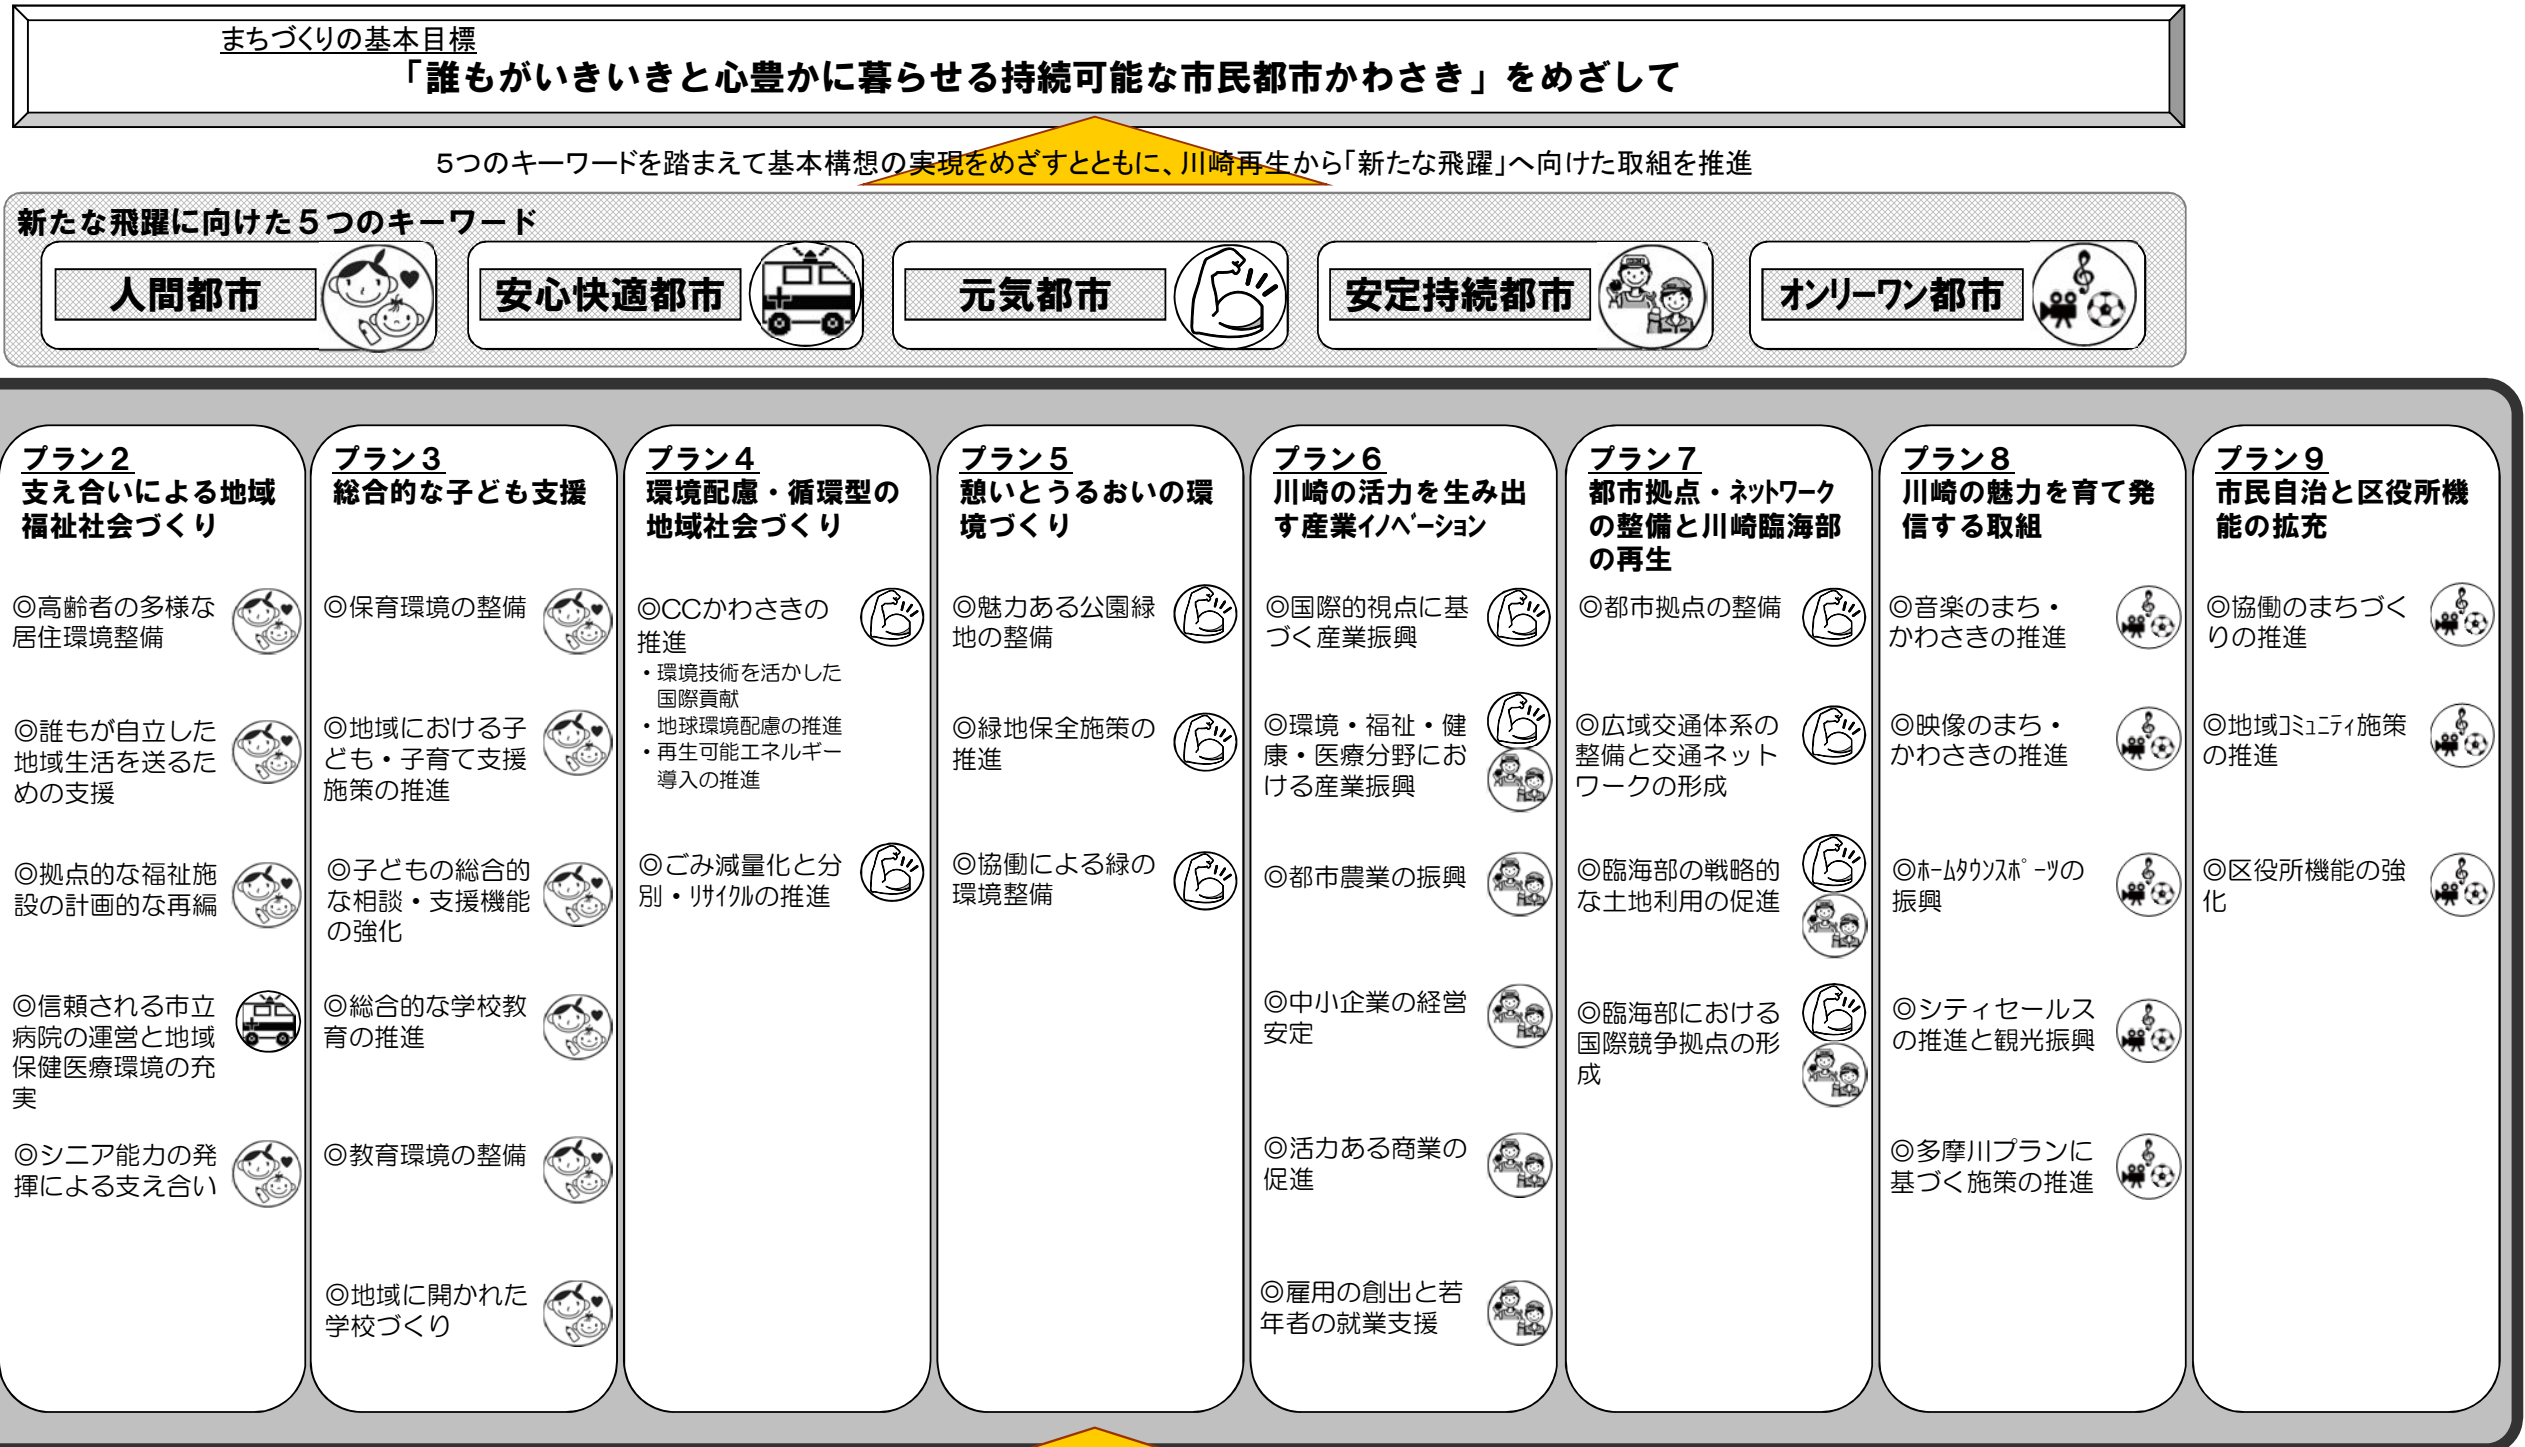 まちづくりの基本目標
「誰もがいきいきと心豊かに暮らせる持続可能な市民都市かわさき」をめざして
5つのキーワードを踏まえて基本構想の実現をめざすとともに、川崎再生から「新たな飛躍」へ向けた取組を推進
新たな飛躍に向けた５つのキーワード
人間都市
安心快適都市
元気都市
安定持続都市
オンリーワン都市
プラン２
支え合いによる地域
福祉社会づくり
◎高齢者の多様な
居住環境整備
◎誰もが自立した
地域生活を送るた
めの支援
◎拠点的な福祉施
設の計画的な再編
◎信頼される市立
病院の運営と地域
保健医療環境の充
実
◎シニア能力の発
揮による支え合い
プラン３
総合的な子ども支援
◎保育環境の整備
◎地域における子
ども・子育て支援
施策の推進
◎子どもの総合的
な相談・支援機能
の強化
◎総合的な学校教
育の推進
◎教育環境の整備
◎地域に開かれた
学校づくり
プラン４
環境配慮・循環型の
地域社会づくり
◎CCかわさきの
推進
・環境技術を活かした
国際貢献
・地球環境配慮の推進
・再生可能エネルギー
導入の推進
◎ごみ減量化と分
別・ﾘｻｲｸﾙの推進
プラン５
憩いとうるおいの環
境づくり
◎魅力ある公園緑
地の整備
◎緑地保全施策の
推進
◎協働による緑の
環境整備
プラン６
川崎の活力を生み出
す産業ｲﾉﾍﾞｰｼｮﾝ
◎国際的視点に基
づく産業振興
◎環境・福祉・健
康・医療分野にお
ける産業振興
◎都市農業の振興
◎中小企業の経営
安定
◎活力ある商業の
促進
◎雇用の創出と若
年者の就業支援
プラン７
都市拠点・ﾈｯﾄﾜｰｸ
の整備と川崎臨海部
の再生
◎都市拠点の整備
◎広域交通体系の
整備と交通ネット
ワークの形成
◎臨海部の戦略的
な土地利用の促進
◎臨海部における
国際競争拠点の形
成
プラン８
川崎の魅力を育て発
信する取組
◎音楽のまち・
かわさきの推進
◎映像のまち・
かわさきの推進
◎ﾎｰﾑﾀｳﾝｽﾎﾟｰﾂの
振興
◎シティセールス
の推進と観光振興
◎多摩川プランに
基づく施策の推進
プラン９
市民自治と区役所機
能の拡充
◎協働のまちづく
りの推進
◎地域ｺﾐｭﾆﾃｨ施策
の推進
◎区役所機能の強
化